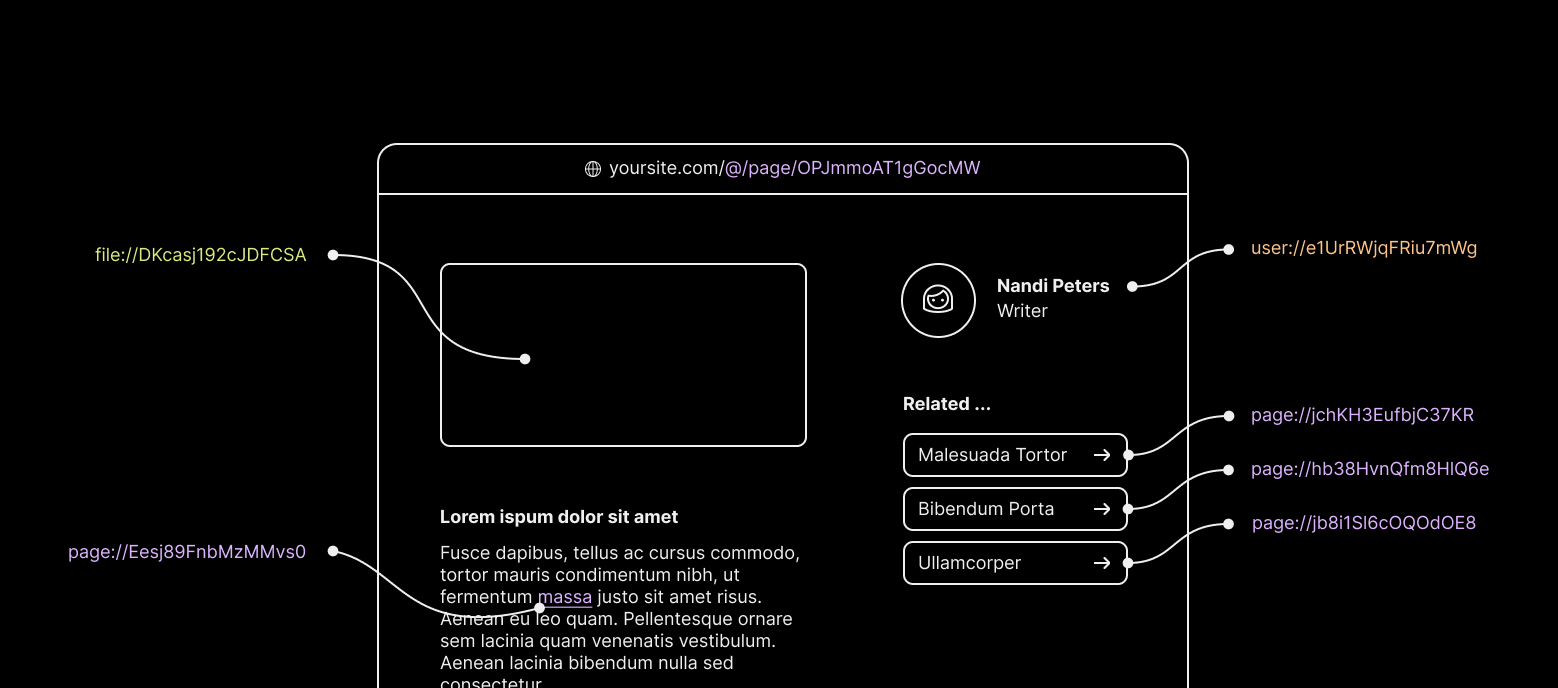 yoursite.com/@/page/OPJmmoAT1gGocMW
file://DKcasj192cJDFCSA
user://e1UrRWjqFRiu7mWg
Nandi Peters
Writer
Related ...
page://jchKH3EufbjC37KR
Malesuada Tortor
page://hb38HvnQfm8HlQ6e
Bibendum Porta
page://jb8i1Sl6cOQOdOE8
Ullamcorper
Lorem ispum dolor sit amet
page://Eesj89FnbMzMMvs0
Fusce dapibus, tellus ac cursus commodo,
tortor mauris condimentum nibh, ut
fermentum massa justo sit amet risus.
Aenean eu leo quam. Pellentesque ornare
sem lacinia quam venenatis vestibulum.
Aenean lacinia bibendum nulla sed
consectetur.